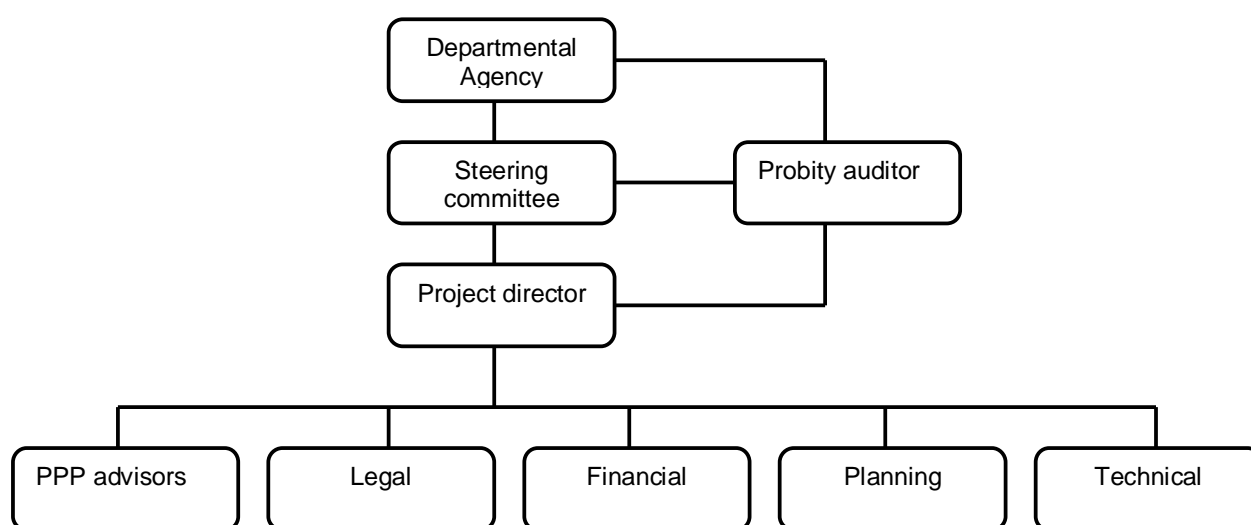 Departmental
Agency
Steering
committee
Probity auditor
Project director
PPP advisors
Legal
Financial
Planning
Technical